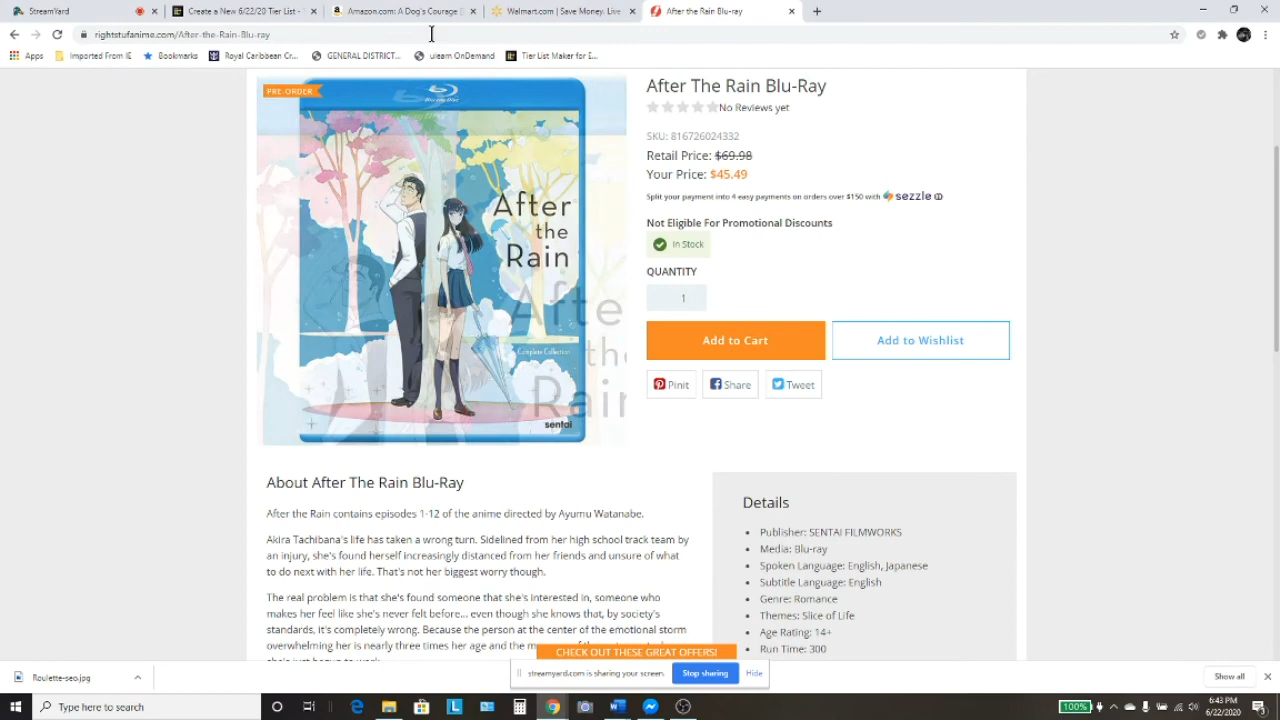 StreamYard
Create a New 6/22/20 Tier List -
Amazon.com: A Dog's Courage
Walmart.com | Save Money. Live
After the Rain Blu-ray
rightstufanime.com/After-the-Rain-Blu-ray
Apps
Imported From IE
Bookmarks
Royal Caribbean Cr...
GENERAL DISTRICT...
ulearn OnDemand
Tier List Maker for E...
PRE-ORDER
Blu-ray Disc
After
the
Rain
After
the
Rain
Complete Collection
sentai
After The Rain Blu-Ray
No Reviews yet
SKU: 816726024332
Retail Price: $69.98
Your Price: $45.49
Split your payment into 4 easy payments on orders over $150 with sezzle
Not Eligible For Promotional Discounts
In Stock
QUANTITY
1
Add to Cart
Add to Wishlist
Pinit
Share
Tweet
About After The Rain Blu-Ray
After the Rain contains episodes 1-12 of the anime directed by Ayumu Watanabe.
Akira Tachibana's life has taken a wrong turn. Sidelined from her high school track team by
an injury, she's found herself increasingly distanced from her friends and unsure of what
to do next with her life. That's not her biggest worry though.
The real problem is that she's found someone that she's interested in, someone who
makes her feel like she's never felt before... even though she knows that, by society's
standards, it's completely wrong. Because the person at the center of the emotional storm
overwhelming her is nearly three times her age and the m
Details
Publisher: SENTAI FILMWORKS
Media: Blu-ray
Spoken Language: English, Japanese
Subtitle Language: English
Genre: Romance
Themes: Slice of Life
Age Rating: 14+
Run Time: 300
CHECK OUT THESE GREAT OFFERS!
streamyard.com is sharing your screen.
Stop sharing
Hide
Roulette-seo.jpg
Show all
Type here to search
100%
6:43 PM
6/22/2020